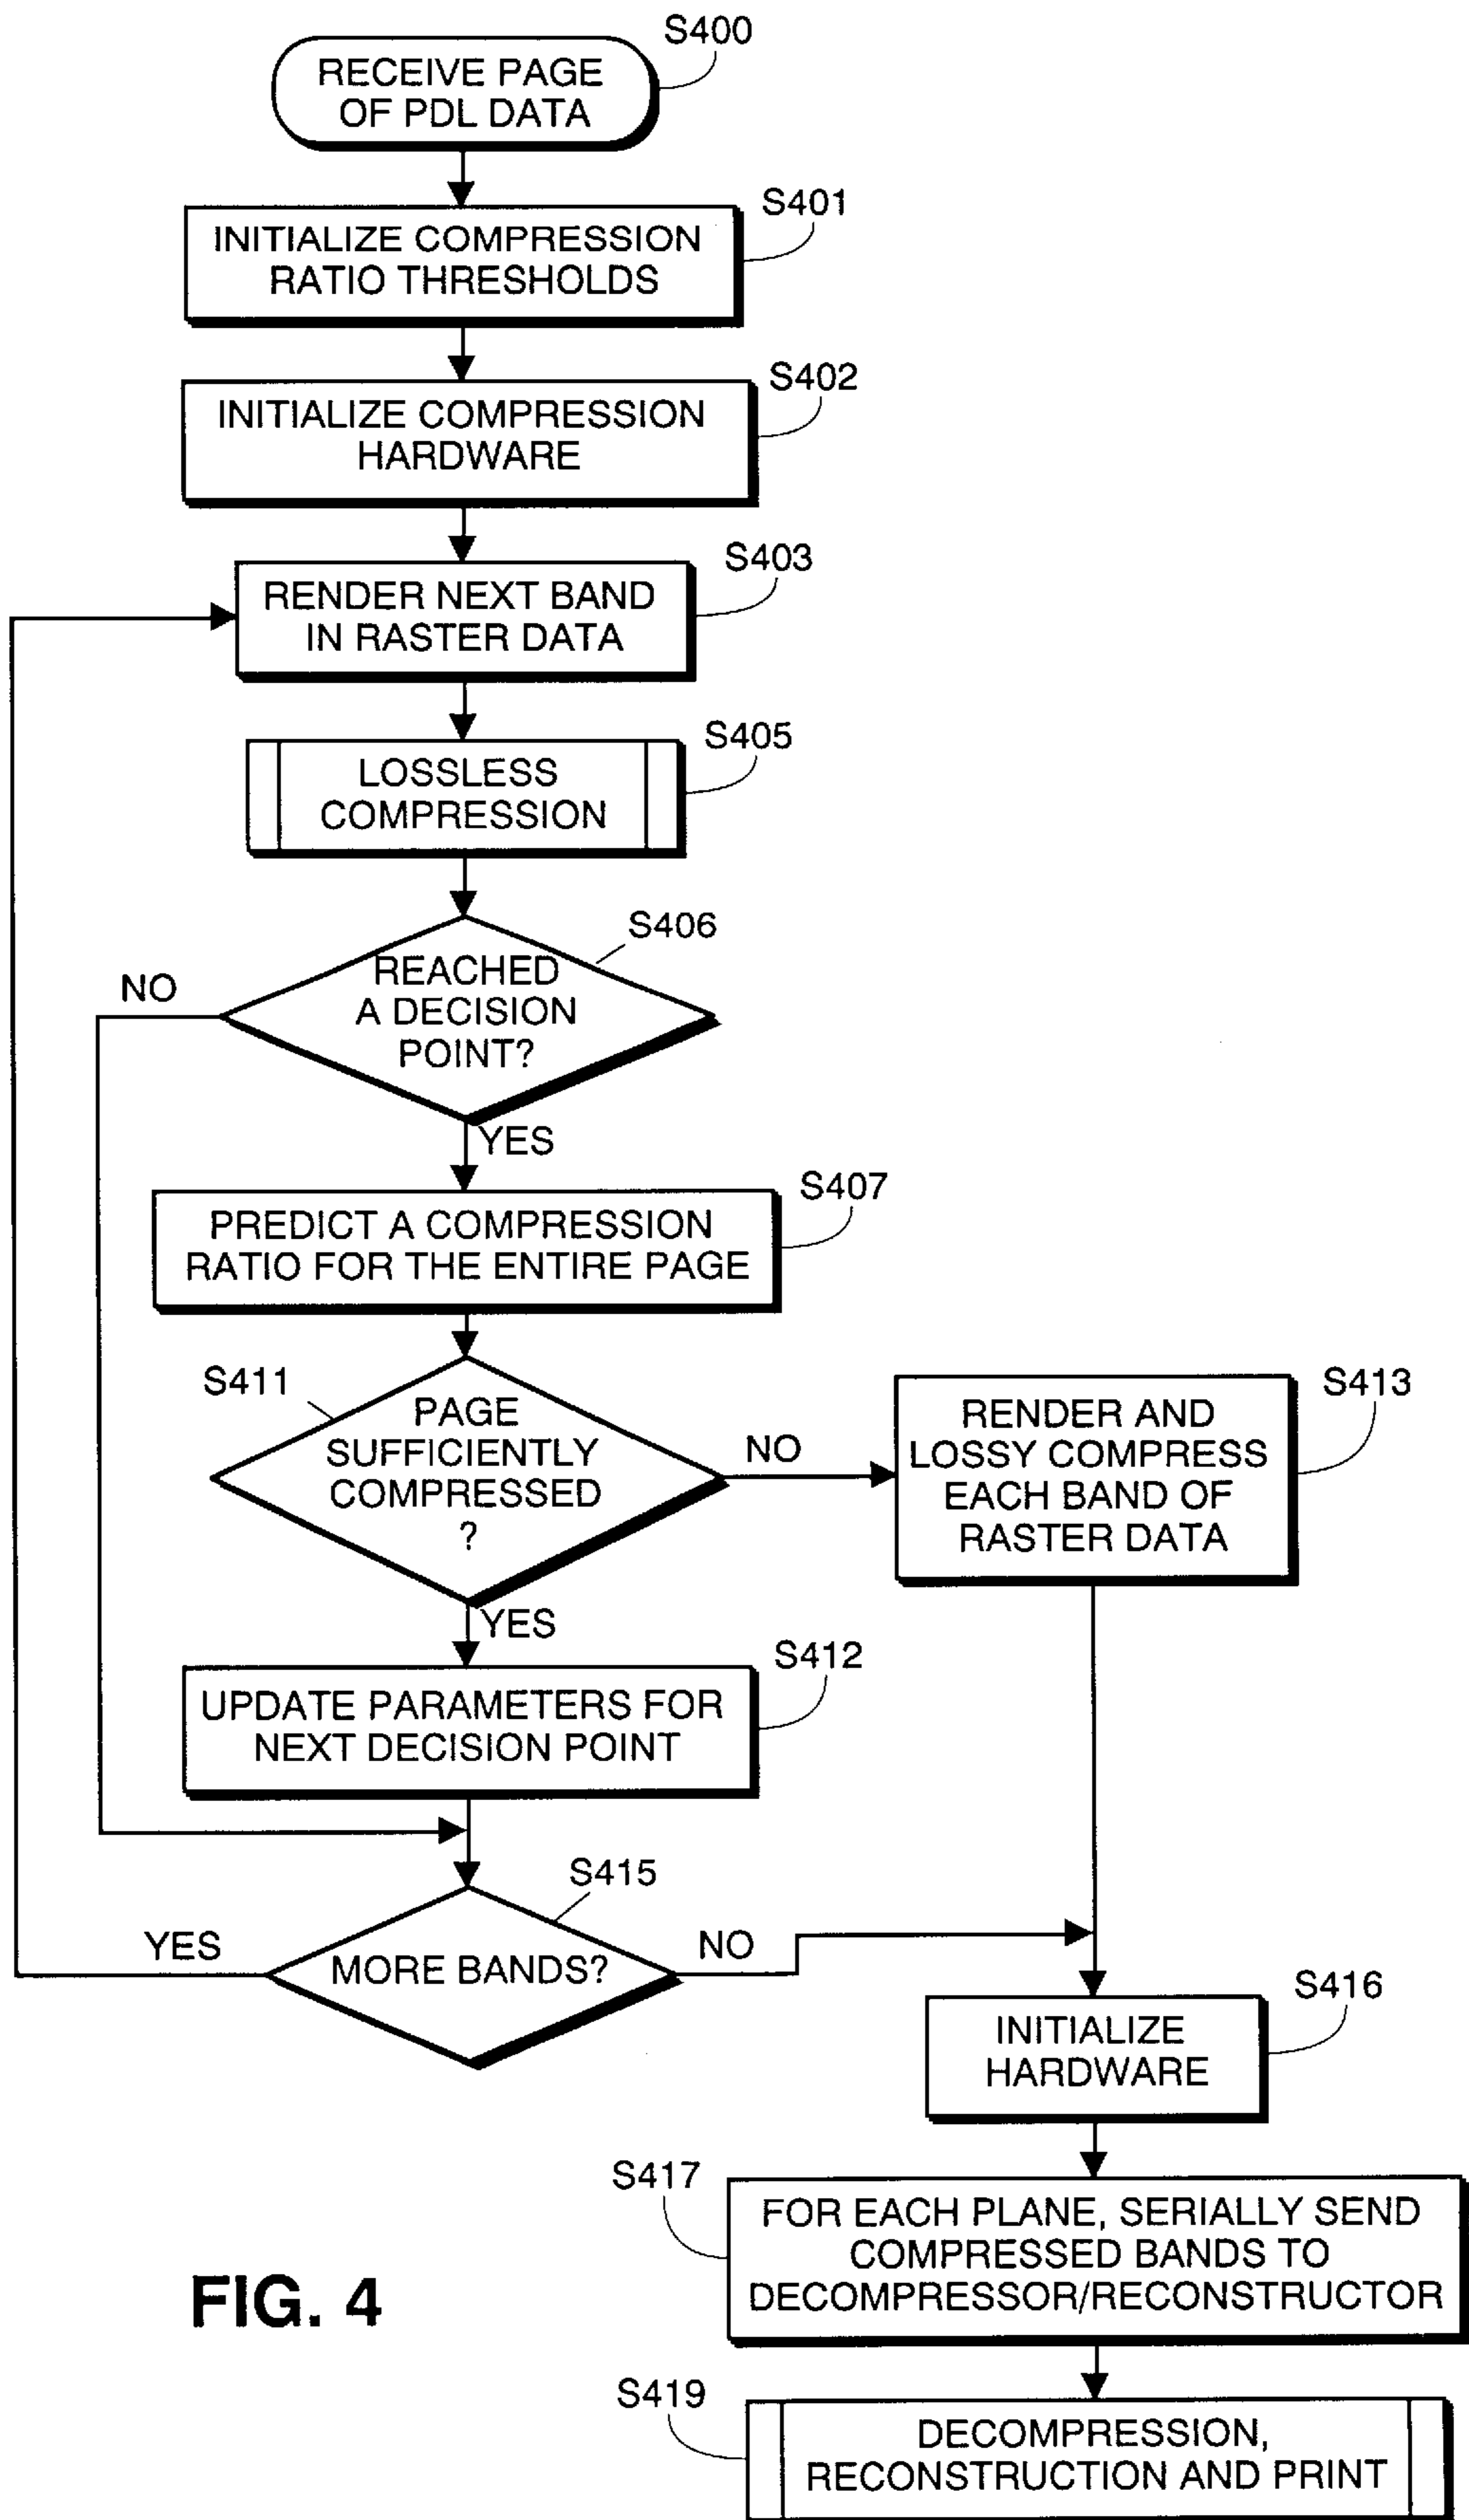 S400
RECEIVE PAGE
OF PDL DATA
S401
INITIALIZE COMPRESSION
RATIO THRESHOLDS
S402
INITIALIZE COMPRESSION
HARDWARE
S403
RENDER NEXT BAND
IN RASTER DATA
S405
LOSSLESS
COMPRESSION
S406
NO
REACHED
A DECISION
POINT?
YES
S407
PREDICT A COMPRESSION
RATIO FOR THE ENTIRE PAGE
S411
PAGE
SUFFICIENTLY
COMPRESSED
?
NO
S413
RENDER AND
LOSSY COMPRESS
EACH BAND OF
RASTER DATA
YES
S412
UPDATE PARAMETERS FOR
NEXT DECISION POINT
S415
YES
MORE BANDS?
NO
S416
INITIALIZE
HARDWARE
S417
FOR EACH PLANE, SERIALLY SEND
COMPRESSED BANDS TO
DECOMPRESSOR/RECONSTRUCTOR
FIG. 4
S419
DECOMPRESSION,
RECONSTRUCTION AND PRINT